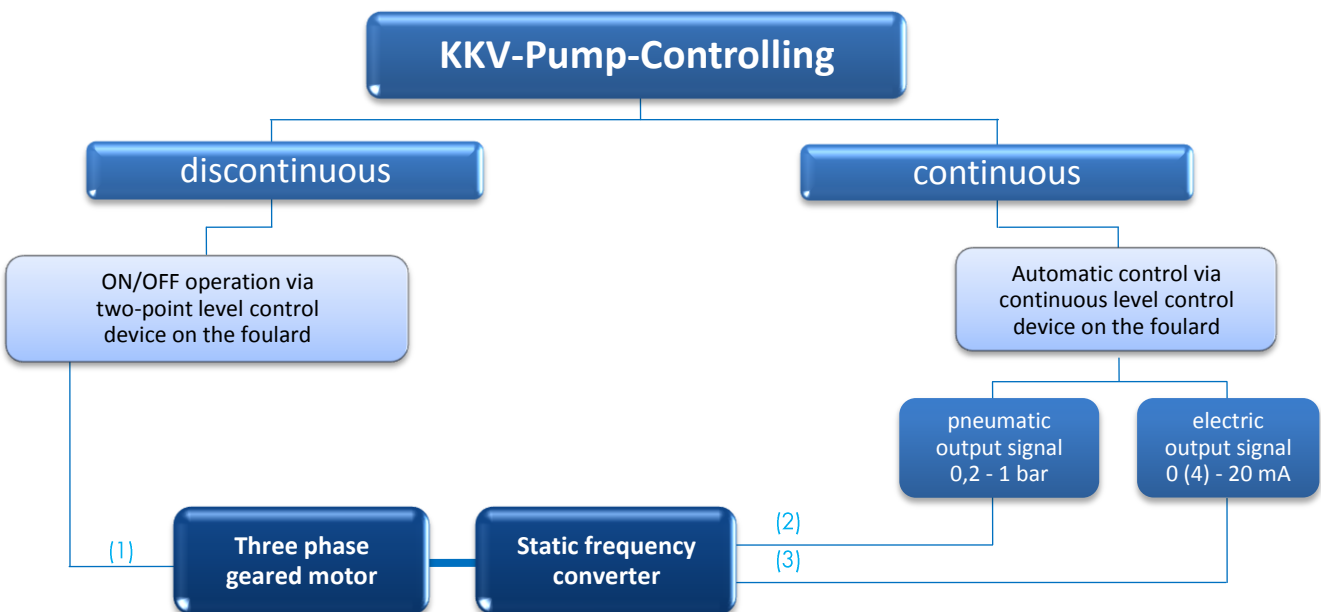 KKV-Pump-Controlling
discontinuous
continuous
ON/OFF operation via
two-point level control
device on the foulard
Automatic control via
continuous level control
device on the foulard
pneumatic
output signal
0,2 - 1 bar
electric
output signal
0 (4) - 20 mA
(1)
Three phase
geared motor
Static frequency
converter
(2)
(3)